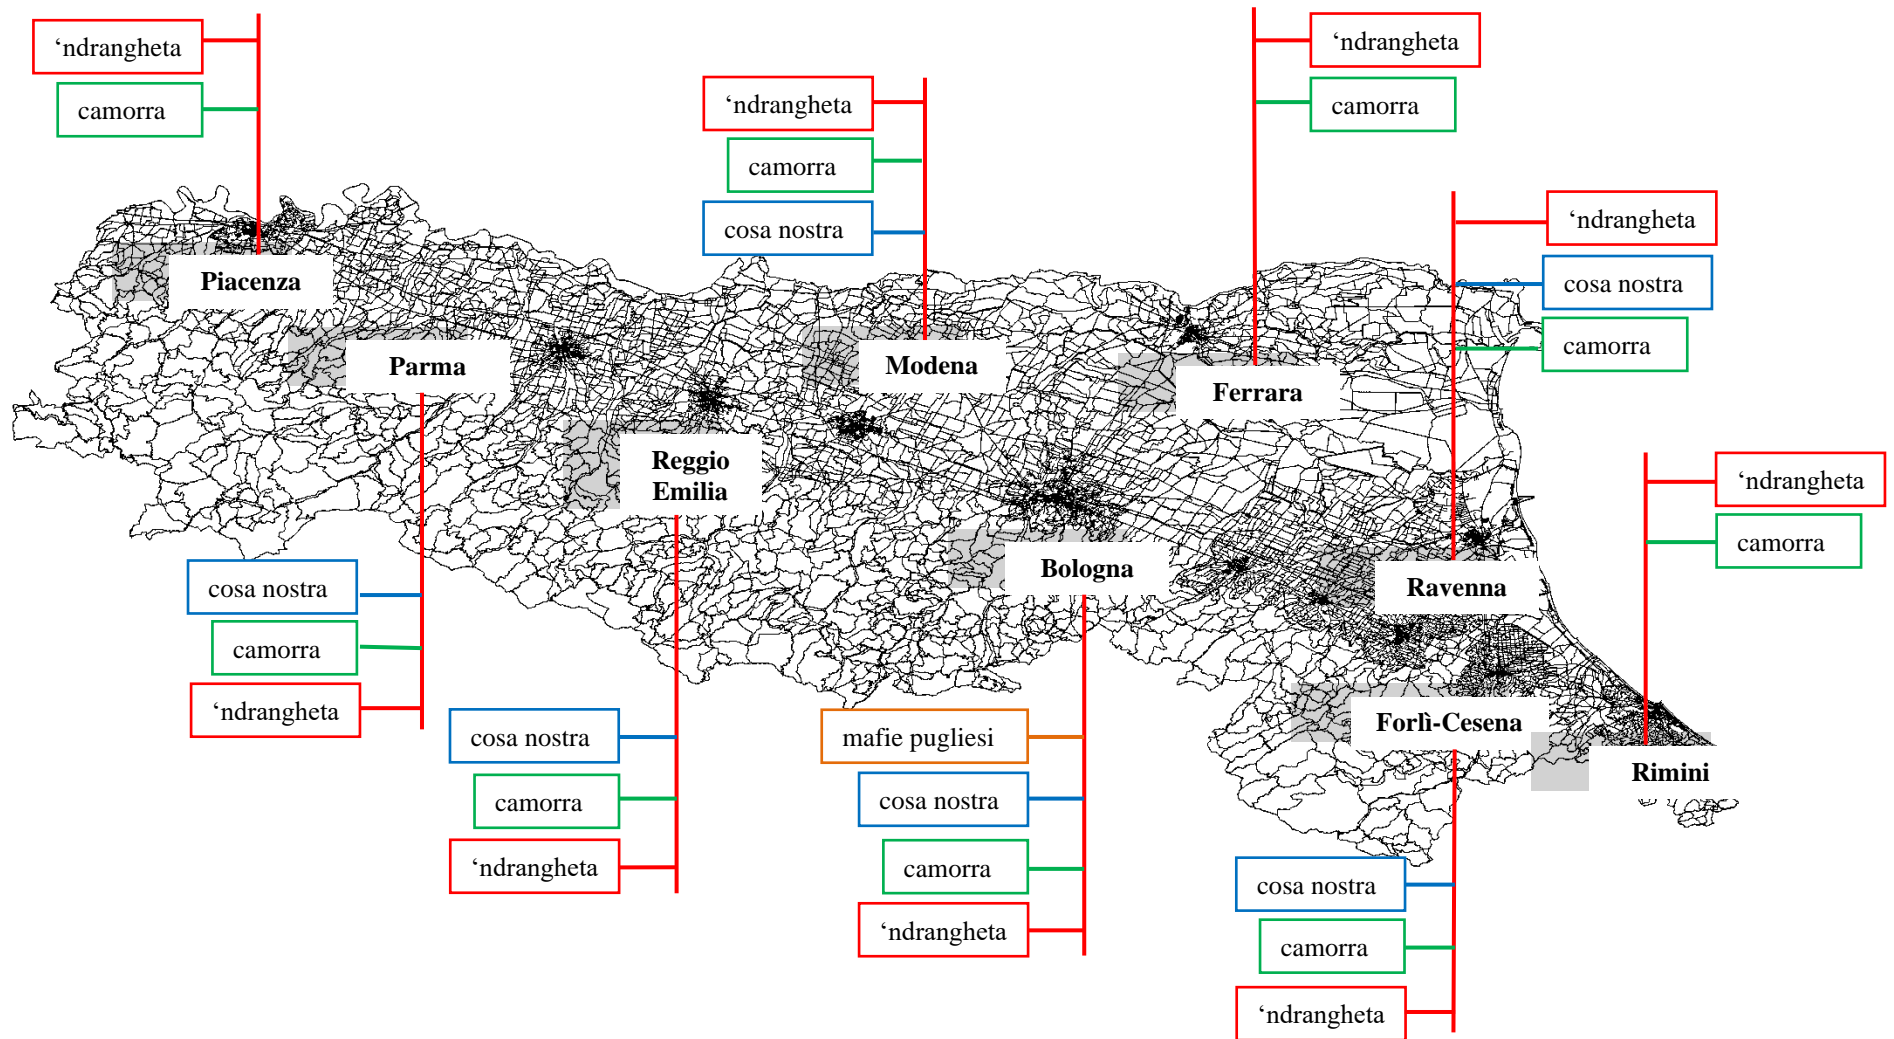 ‘ndrangheta
camorra
Piacenza
‘ndrangheta
camorra
cosa nostra
Modena
‘ndrangheta
camorra
Ferrara
‘ndrangheta
cosa nostra
camorra
Ravenna
‘ndrangheta
camorra
Rimini
Parma
cosa nostra
camorra
‘ndrangheta
Reggio
Emilia
cosa nostra
camorra
‘ndrangheta
Bologna
mafie pugliesi
cosa nostra
camorra
‘ndrangheta
Forlì-Cesena
cosa nostra
camorra
‘ndrangheta